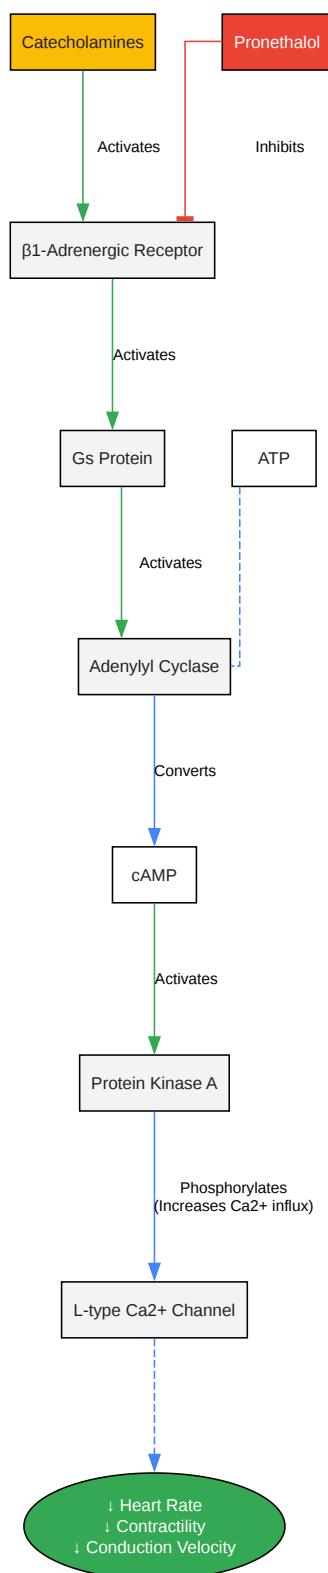 Catecholamines
Pronethalol
Activates
Inhibits
β1-Adrenergic Receptor
Activates
Gs Protein
ATP
Activates
Adenylyl Cyclase
Converts
cAMP
Activates
Protein Kinase A
Phosphorylates
(Increases Ca2+ influx)
L-type Ca2+ Channel
↓ Heart Rate
↓ Contractility
↓ Conduction Velocity